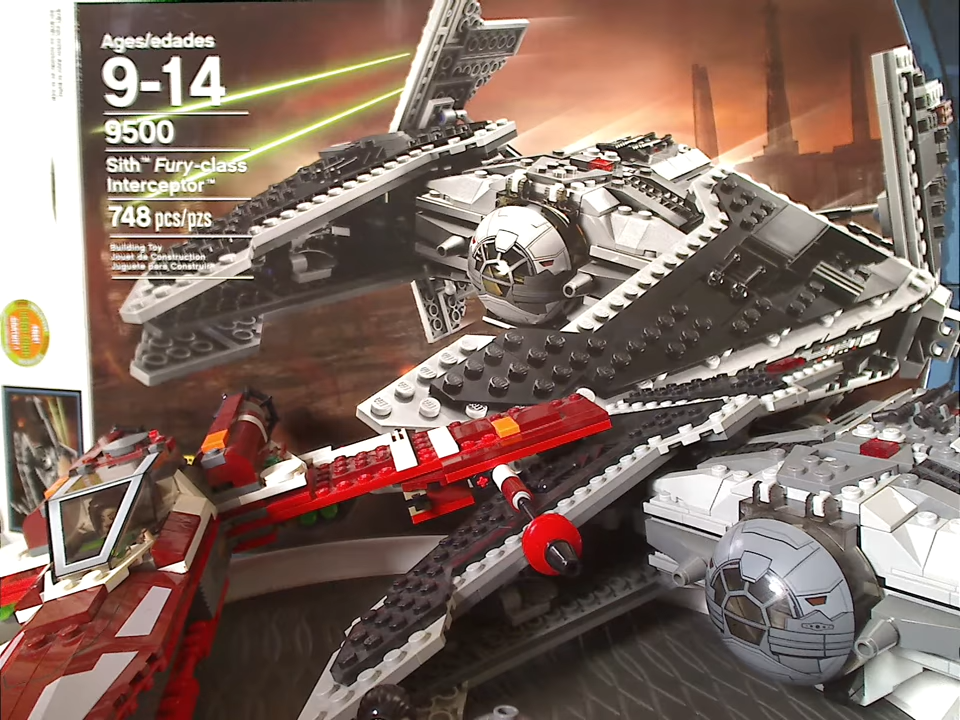 Ages/edades
9-14
9500
Sith™ Fury-class
Interceptor™
748 pcs/pzs
Building Toy
Jouet de Construction
Juguete para Construir